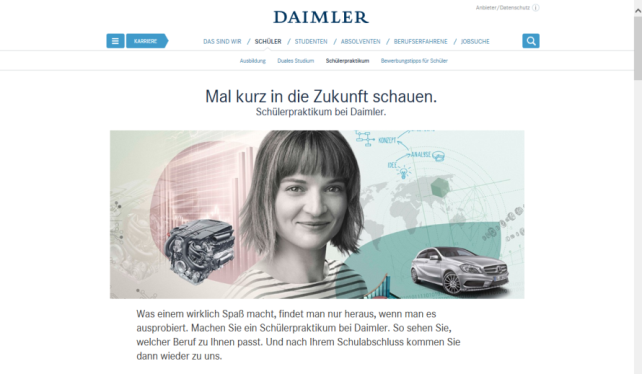 Anbieter/Datenschutz
DAIMLER
KARRIERE
DAS SIND WIR / SCHÜLER / STUDENTEN / ABSOLVENTEN / BERUFSERFAHRENE / JOBSUCHE
Ausbildung Duales Studium Schülerpraktikum Bewerbungstipps für Schüler
Mal kurz in die Zukunft schauen.
Schülerpraktikum bei Daimler.
KONZEPT
ANALYSE
IDEE
Was einem wirklich Spaß macht, findet man nur heraus, wenn man es
ausprobiert. Machen Sie ein Schülerpraktikum bei Daimler. So sehen Sie,
welcher Beruf zu Ihnen passt. Und nach Ihrem Schulabschluss kommen Sie
dann wieder zu uns.